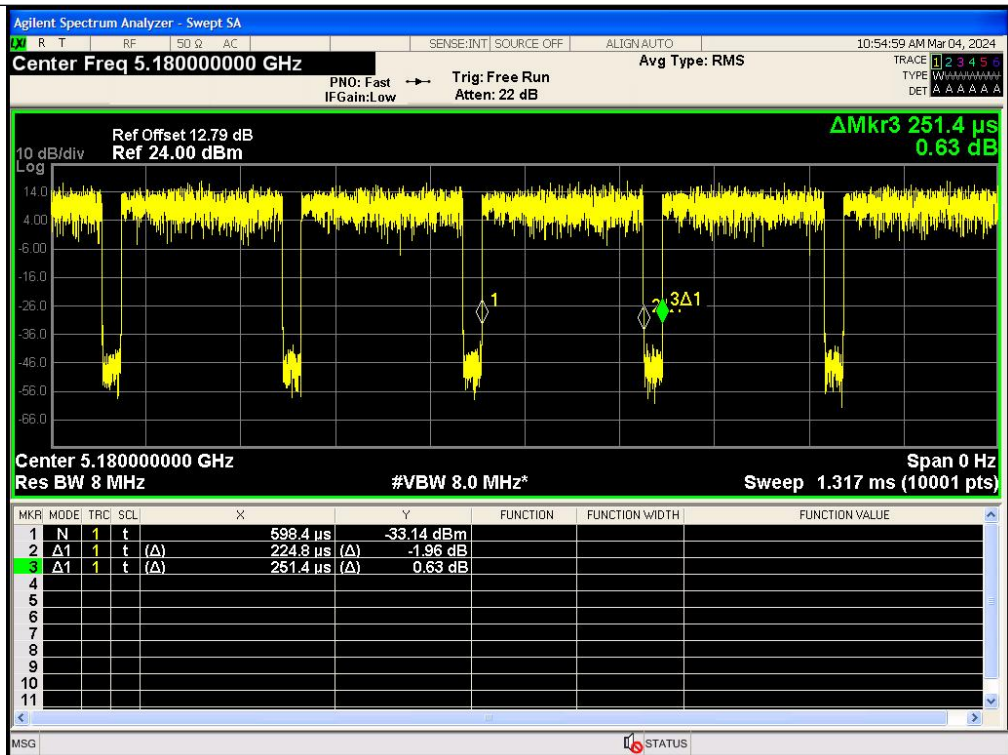 Agilent Spectrum Analyzer - Swept SA
LXI R T RF 50 Ω AC SENSE:INT SOURCE OFF ALIGN AUTO 10:54:59 AM Mar 04, 2024
Center Freq 5.180000000 GHz
Avg Type: RMS
TRACE 1 2 3 4 5 6
PNO: Fast Trig: Free Run
TYPE WWWWWW
IFGain:Low Atten: 22 dB
DET A A A A A A
ΔMkr3 251.4 µs
Ref Offset 12.79 dB
0.63 dB
10 dB/div Ref 24.00 dBm
Log
14.0
4.00
-6.00
-16.0
-26.0
1
3Δ1
-36.0
-46.0
-56.0
-66.0
Center 5.180000000 GHz Span 0 Hz
Res BW 8 MHz #VBW 8.0 MHz* Sweep 1.317 ms (10001 pts)
MKR MODE TRC SCL X Y FUNCTION FUNCTION WIDTH FUNCTION VALUE
1 N 1 t 598.4 µs -33.14 dBm
2 Δ1 1 t (Δ) 224.8 µs (Δ) -1.96 dB
3 Δ1 1 t (Δ) 251.4 µs (Δ) 0.63 dB
4
5
6
7
8
9
10
11
MSG STATUS